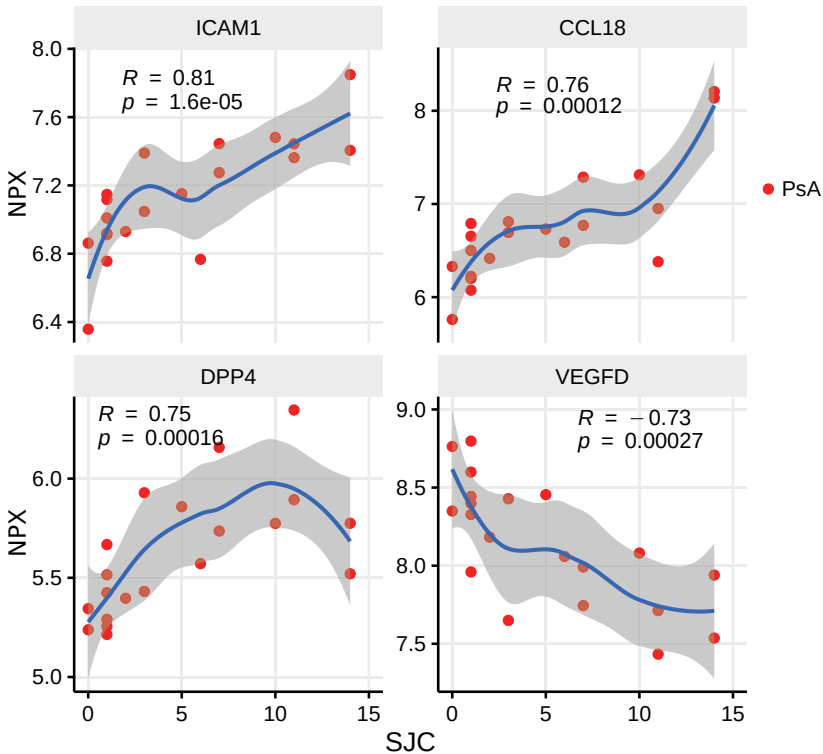 ICAM1
CCL18
R = 0.81
p = 1.6e-05
R = 0.76
p = 0.00012
8.0
7.6
7.2
6.8
6.4
NPX
8
7
6
PsA
DPP4
VEGFD
R = 0.75
p = 0.00016
R = −0.73
p = 0.00027
6.0
5.5
5.0
NPX
9.0
8.5
8.0
7.5
0 5 10 15
0 5 10 15
SJC